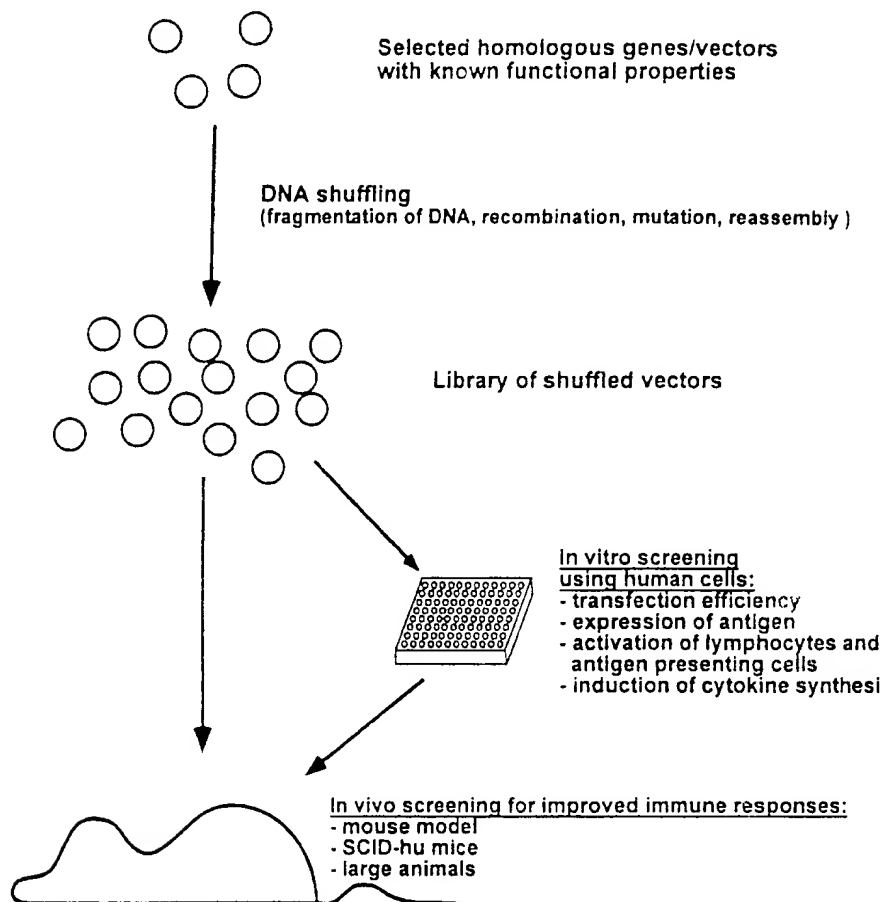 Selected homologous genes/vectors
with known functional properties
DNA shuffling
(fragmentation of DNA, recombination, mutation, reassembly )
Library of shuffled vectors
In vitro screening
using human cells:
- transfection efficiency
- expression of antigen
- activation of lymphocytes and
antigen presenting cells
- induction of cytokine synthesi
In vivo screening for improved immune responses:
- mouse model
- SCID-hu mice
- large animals